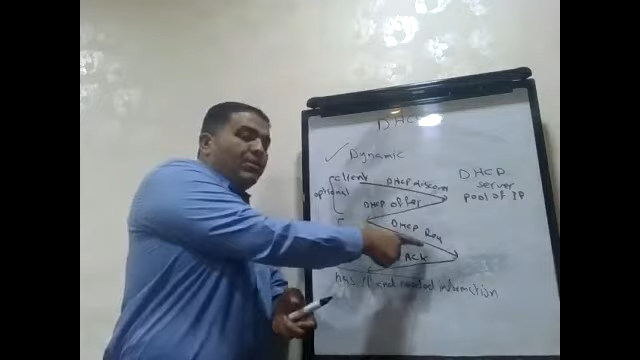 DHCP
Dynamic
client DHCP discover DHCP
optional server
DHCP offer pool of IP
DHCP Req
ACK
has IP and needed information